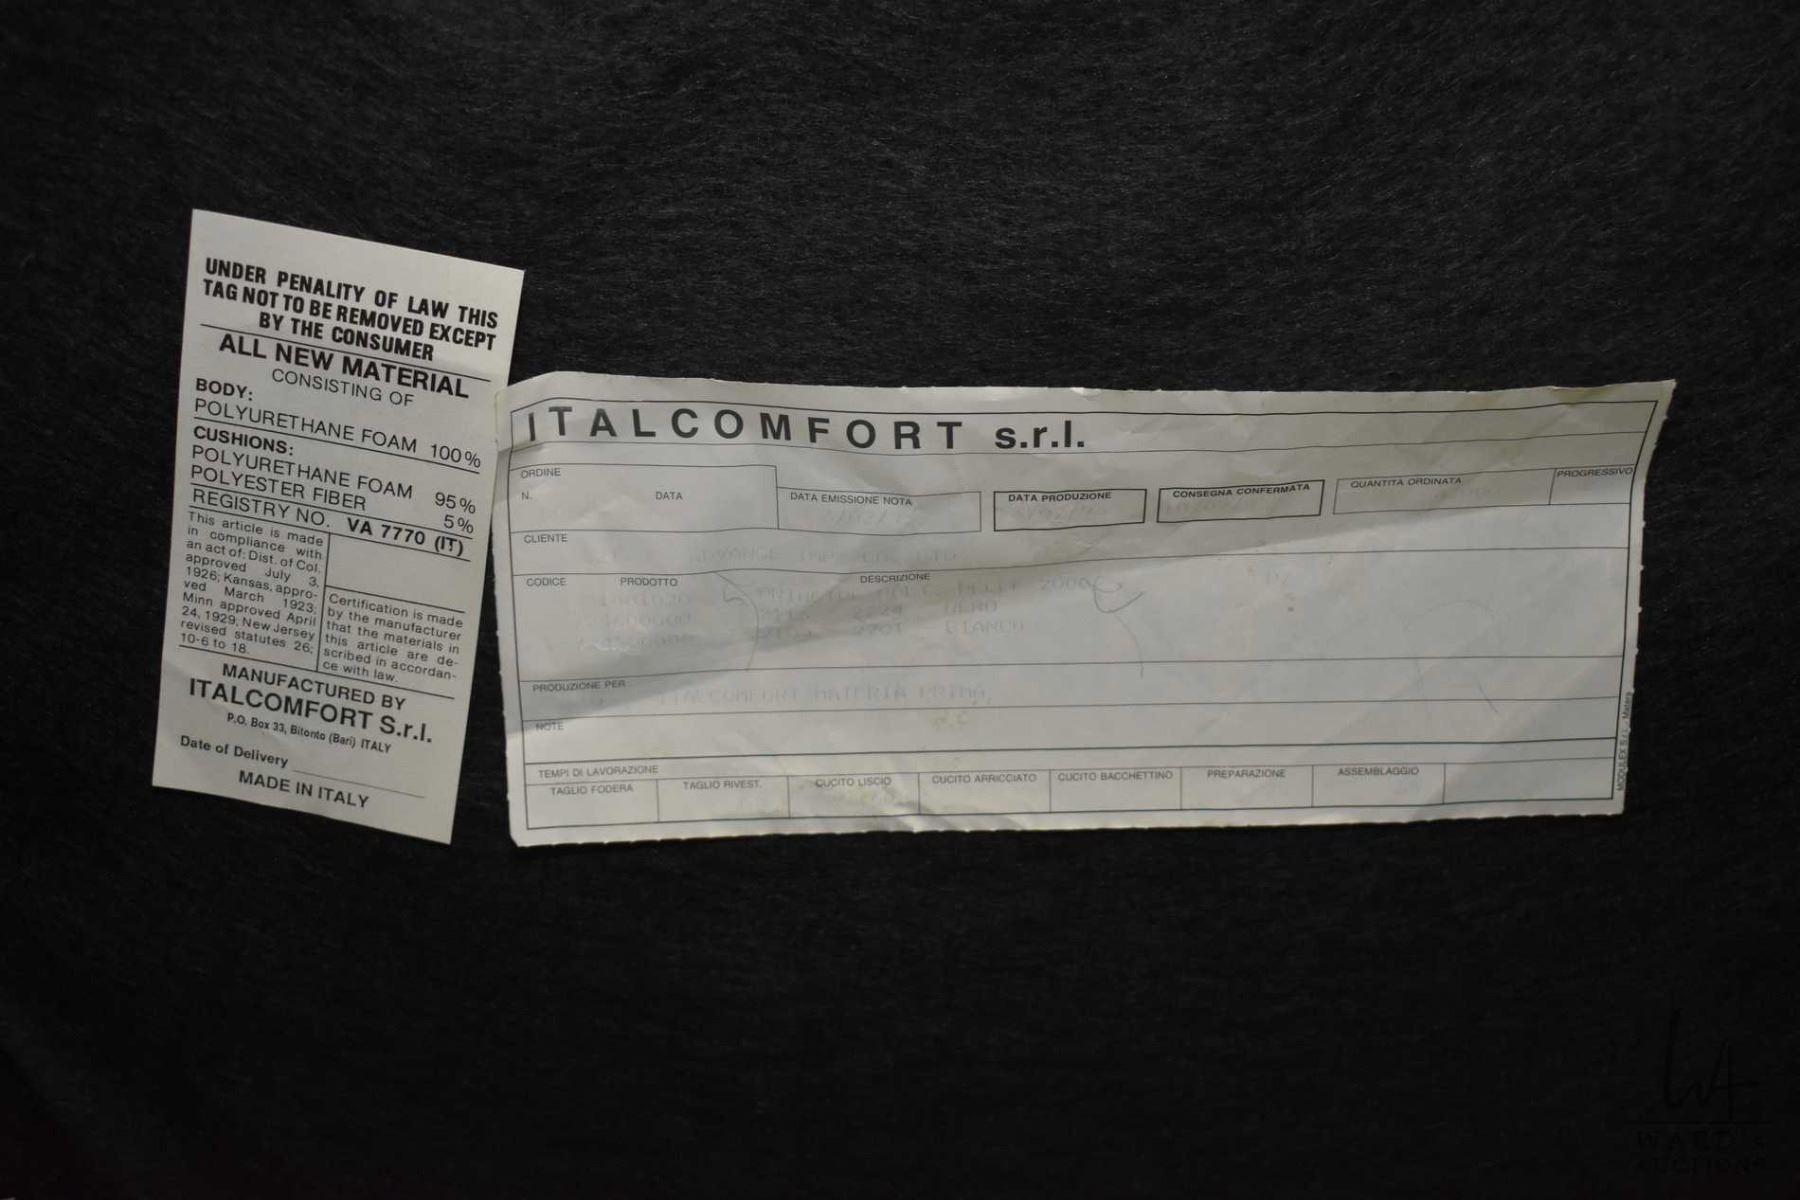 UNDER PENALITY OF LAW THIS
TAG NOT TO BE REMOVED EXCEPT
BY THE CONSUMER
ALL NEW MATERIAL
CONSISTING OF
BODY:
POLYURETHANE FOAM 100%
CUSHIONS:
POLYURETHANE FOAM 95%
POLYESTER FIBER 5%
REGISTRY NO. VA 7770 (IT)
This article is made
in compliance with
an act of: Dist. of Col.
approved July 3,
1926; Kansas, appro-
ved March 1923;
Minn approved April
24, 1929; New Jersey
revised statutes 26;
10-6 to 18.
Certification is made
by the manufacturer
that the materials in
this article are de-
scribed in accordan-
ce with law.
MANUFACTURED BY
ITALCOMFORT S.r.l.
P.O. Box 33, Bitonto (Bari) ITALY
Date of Delivery
MADE IN ITALY
ITALCOMFORT s.r.l.
ORDINE
N. DATA
DATA EMISSIONE NOTA
DATA PRODUZIONE
CONSEGNA CONFERMATA
QUANTITÀ ORDINATA
PROGRESSIVO
CLIENTE
CODICE PRODOTTO DESCRIZIONE
2000
NERO
BIANCO
PRODUZIONE PER
ITALCOMFORT MATERIA PRIMA
NOTE
TEMPI DI LAVORAZIONE
TAGLIO FODERA TAGLIO RIVEST. CUCITO LISCIO CUCITO ARRICCIATO CUCITO BACCHETTINO PREPARAZIONE ASSEMBLAGGIO
WARD'S
AUCTIONS